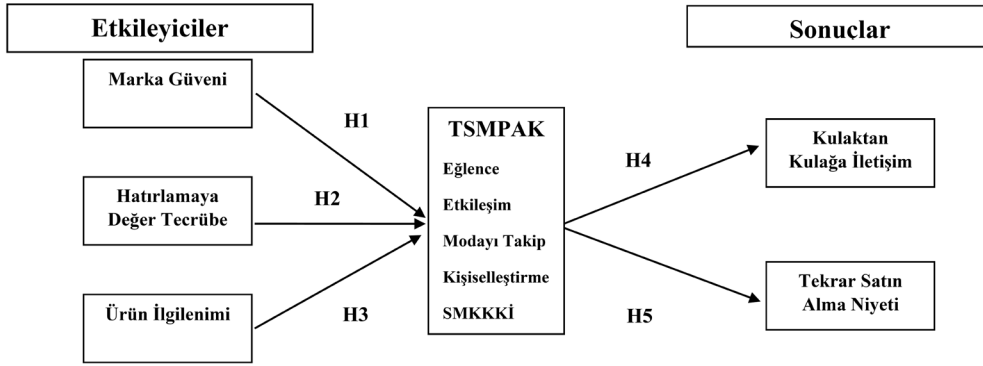 Etkileyiciler
Sonuçlar
Marka Güveni
H1
TSMPAK
Kulaktan
Kulağa İletişim
H4
Eğlence
Hatırlamaya
Değer Tecrübe
H2
Etkileşim
Modayı Takip
Kişiselleştirme
Tekrar Satın
Alma Niyeti
Ürün İlgilenimi
H3
SMKKKİ
H5